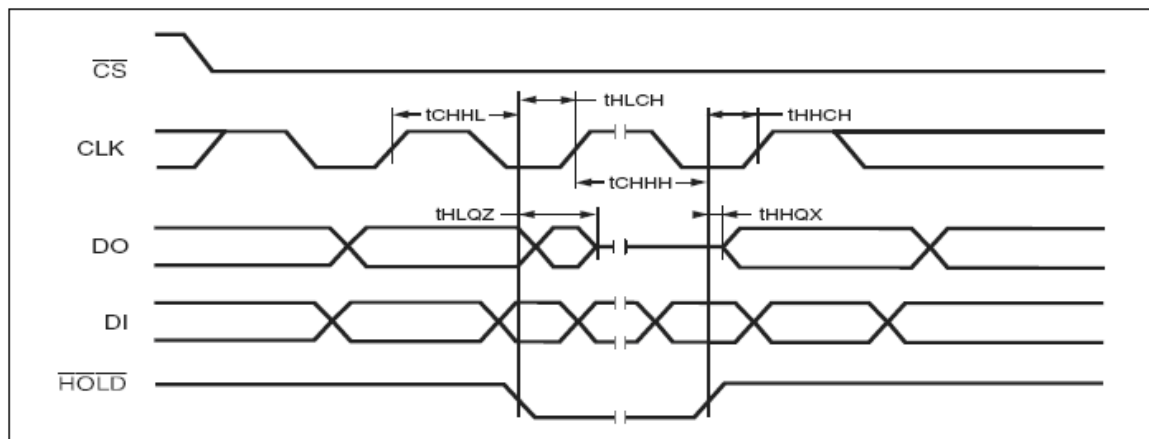 CS
tHLCH
tCHHL
tHHCH
CLK
tCHHH
tHLQZ
tHHQX
DO
DI
HOLD